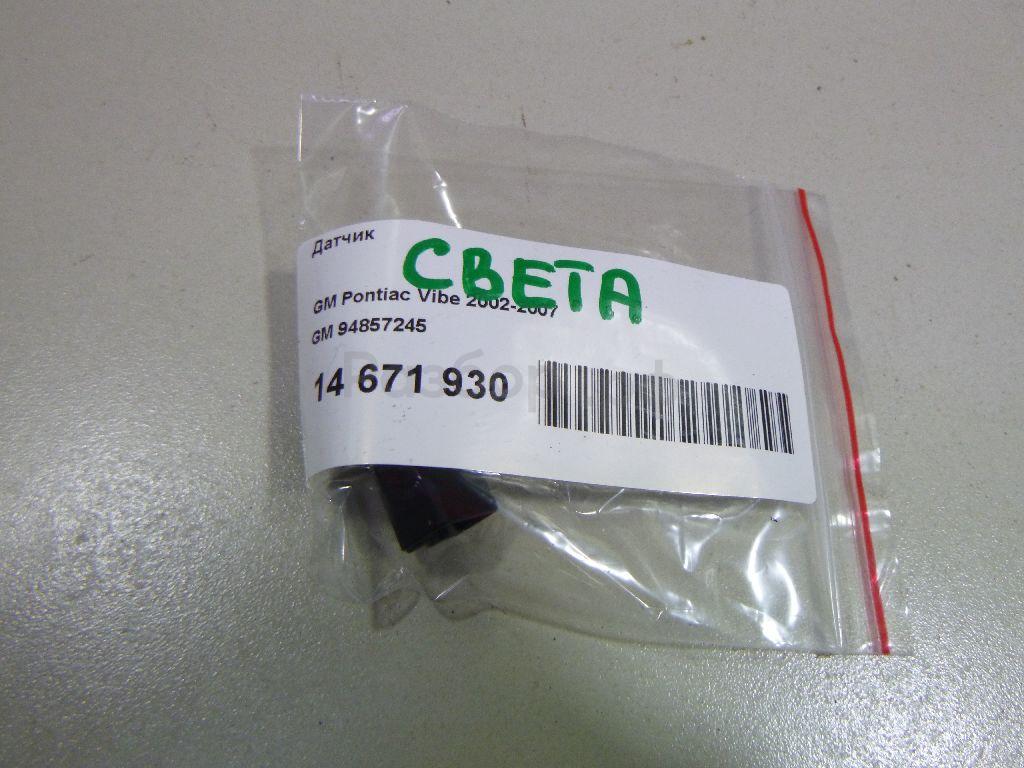 Датчик СВЕТА
GM Pontiac Vibe 2002-2007
GM 94857245
14 671 930